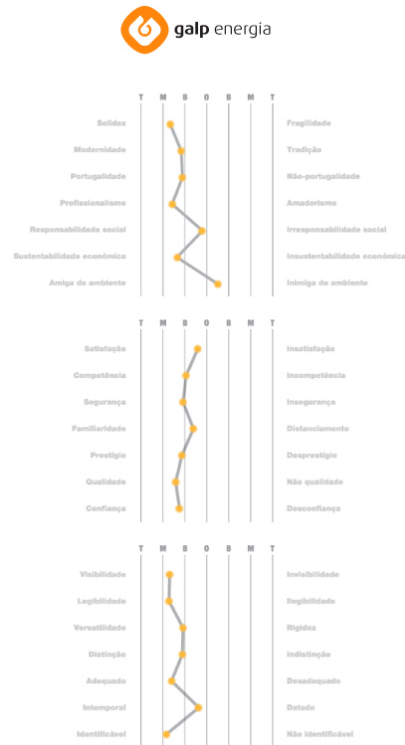 galp energia
T M B O B M T
Solidez Fragilidade
Modernidade Tradição
Portugalidade Não-portugalidade
Profissionalismo Amadorismo
Responsabilidade social Irresponsabilidade social
Sustentabilidade económica Insustentabilidade económica
Amiga do ambiente Inimiga do ambiente
T M B O B M T
Satisfação Insatisfação
Competência Incompetência
Segurança Insegurança
Familiaridade Distanciamento
Prestígio Desprestígio
Qualidade Não qualidade
Confiança Desconfiança
T M B O B M T
Visibilidade Invisibilidade
Legibilidade Ilegibilidade
Versatilidade Rigidez
Distinção Indistinção
Adequado Desadequado
Intemporal Datado
Identificável Não identificável